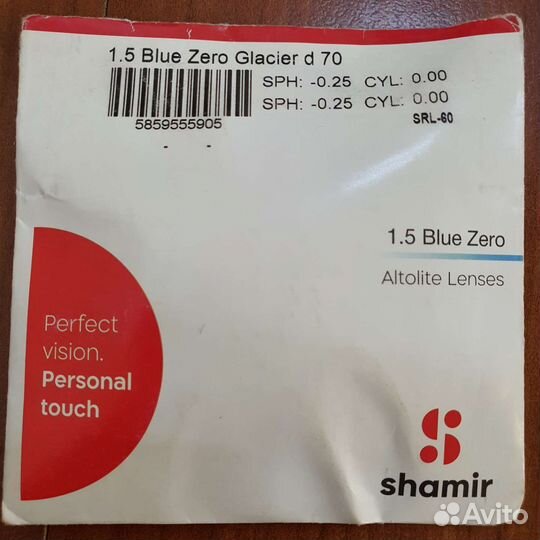 1.5 Blue Zero Glacier d 70
SPH: -0.25 CYL: 0.00
SPH: -0.25 CYL: 0.00
5859555905
SRL-60
- -
1.5 Blue Zero
Altolite Lenses
Perfect
vision.
Personal
touch
shamir
Avito